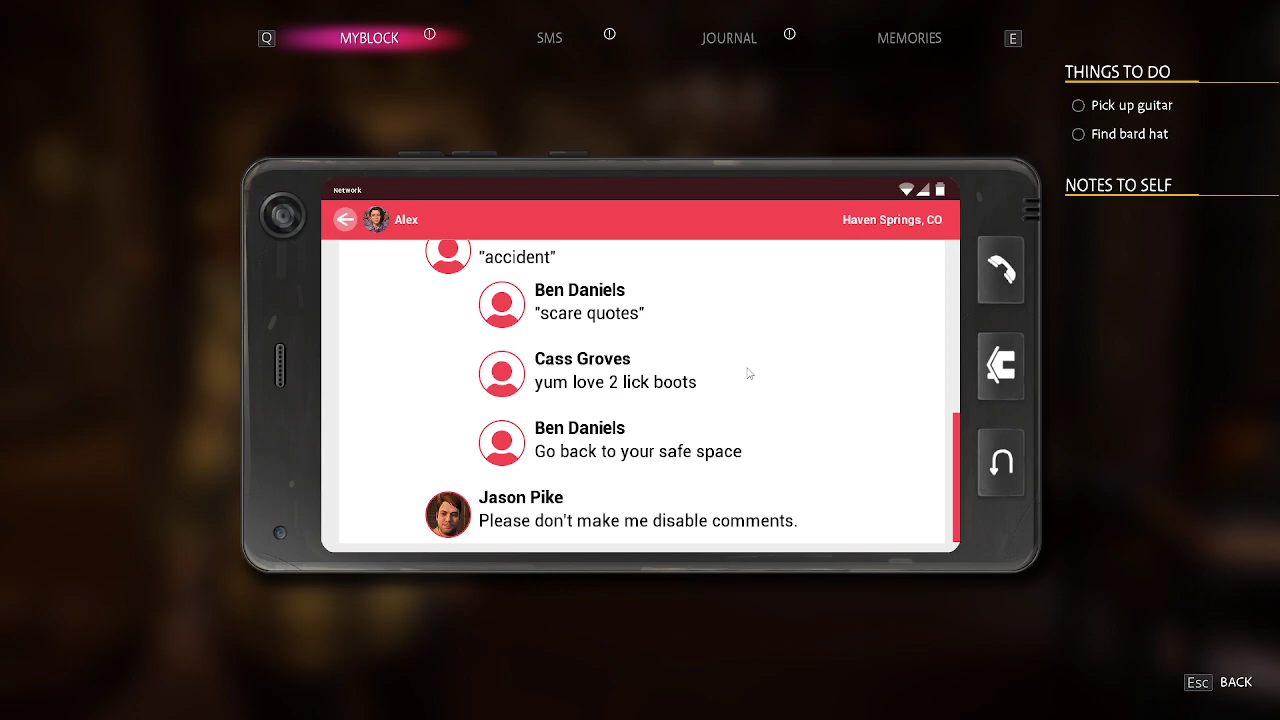 Q
MYBLOCK
SMS
JOURNAL
MEMORIES
E
THINGS TO DO
Pick up guitar
Find bard hat
NOTES TO SELF
Network
Alex
Haven Springs, CO
"accident"
Ben Daniels
"scare quotes"
Cass Groves
yum love 2 lick boots
Ben Daniels
Go back to your safe space
Jason Pike
Please don't make me disable comments.
Esc BACK